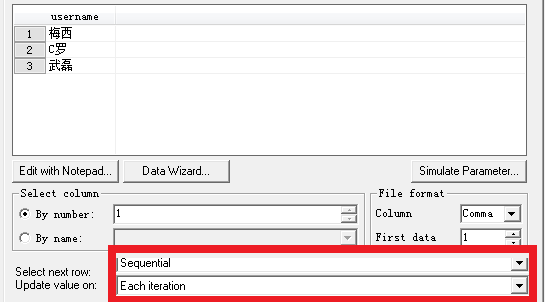 username
1 梅西
2 C罗
3 武磊
Edit with Notepad... Data Wizard... Simulate Parameter...
Select column File format
By number: 1 Column Comma
By name: First data 1
Select next row: Sequential
Update value on: Each iteration